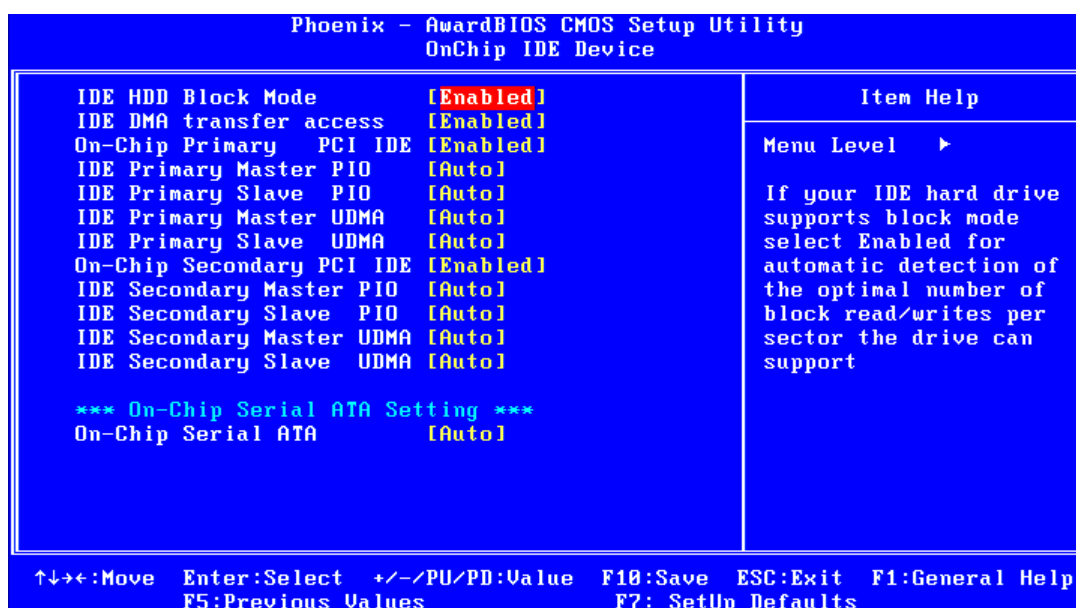 Phoenix - AwardBIOS CMOS Setup Utility
OnChip IDE Device
IDE HDD Block Mode [Enabled]
IDE DMA transfer access [Enabled]
On-Chip Primary PCI IDE [Enabled]
IDE Primary Master PIO [Auto]
IDE Primary Slave PIO [Auto]
IDE Primary Master UDMA [Auto]
IDE Primary Slave UDMA [Auto]
On-Chip Secondary PCI IDE [Enabled]
IDE Secondary Master PIO [Auto]
IDE Secondary Slave PIO [Auto]
IDE Secondary Master UDMA [Auto]
IDE Secondary Slave UDMA [Auto]
*** On-Chip Serial ATA Setting ***
On-Chip Serial ATA [Auto]
Item Help
Menu Level ►
If your IDE hard drive
supports block mode
select Enabled for
automatic detection of
the optimal number of
block read/writes per
sector the drive can
support
↑↓→←:Move Enter:Select +/-/PU/PD:Value F10:Save ESC:Exit F1:General Help
F5:Previous Values F7: SetUp Defaults